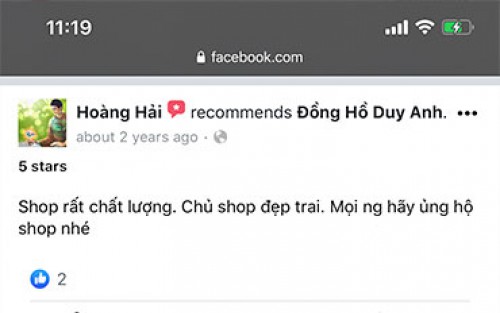 11:19
facebook.com
Hoàng Hải recommends Đồng Hồ Duy Anh.
about 2 years ago ·
5 stars
Shop rất chất lượng. Chủ shop đẹp trai. Mọi ng hãy ủng hộ
shop nhé
2